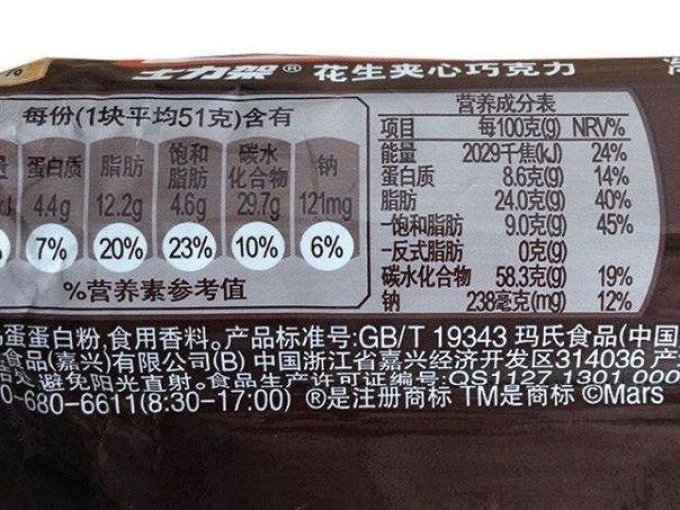 士力架® 花生夹心巧克力
每份(1块平均51克)含有
蛋白质 脂肪 饱和脂肪 碳水化合物 钠
4.4g 12.2g 4.6g 29.7g 121mg
7% 20% 23% 10% 6%
%营养素参考值
营养成分表
项目 每100克(g) NRV%
能量 2029千焦(kJ) 24%
蛋白质 8.6克(g) 14%
脂肪 24.0克(g) 40%
-饱和脂肪 9.0克(g) 45%
-反式脂肪 0克(g)
碳水化合物 58.3克(g) 19%
钠 238毫克(mg) 12%
蛋蛋白粉,食用香料。产品标准号:GB/T 19343 玛氏食品(中国
食品(嘉兴)有限公司(B) 中国浙江省嘉兴经济开发区314036 产
处,避免阳光直射。食品生产许可证编号:QS1127 1301 000
0-680-6611(8:30-17:00) ®是注册商标 TM是商标 ©Mars